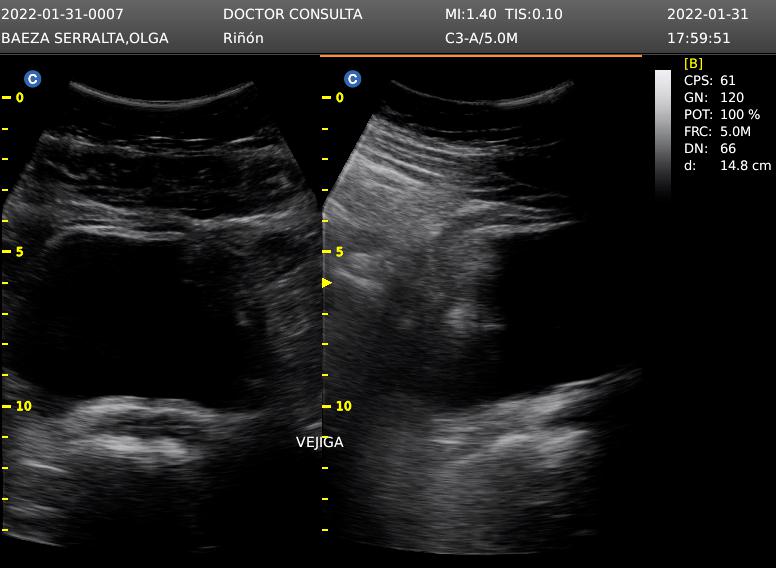 2022-01-31-0007 DOCTOR CONSULTA MI:1.40 TIS:0.10 2022-01-31
BAEZA SERRALTA,OLGA Riñón C3-A/5.0M 17:59:51
[B]
C C CPS: 61
0 0 GN: 120
POT: 100 %
FRC: 5.0M
DN: 66
d: 14.8 cm
5 5
10 10
VEJIGA